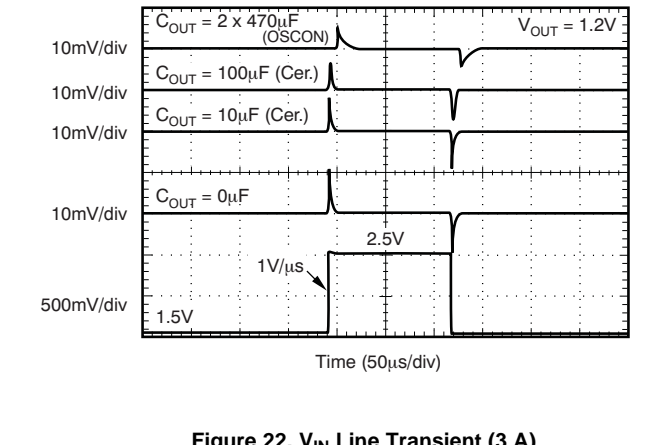 C_OUT = 2 x 470μF
(OSCON)
V_OUT = 1.2V
10mV/div
C_OUT = 100μF (Cer.)
10mV/div
C_OUT = 10μF (Cer.)
10mV/div
C_OUT = 0μF
10mV/div
2.5V
1V/μs
500mV/div
1.5V
Time (50μs/div)
Figure 22. V_IN Line Transient (3 A)